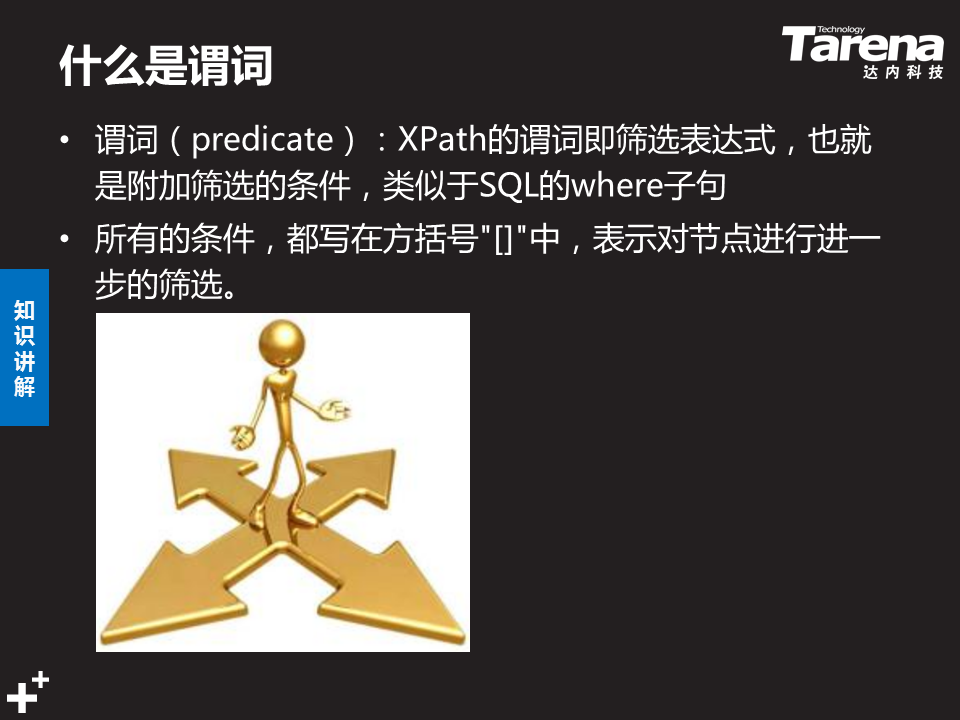 什么是谓词
Technology
Tarena
达内科技
• 谓词（predicate）：XPath的谓词即筛选表达式，也就
是附加筛选的条件，类似于SQL的where子句
• 所有的条件，都写在方括号"[]"中，表示对节点进行进一
步的筛选。
知
识
讲
解